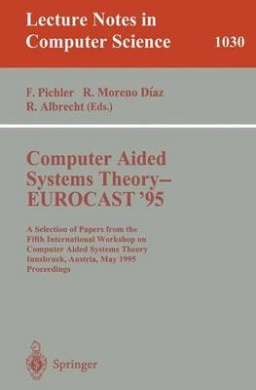 Lecture Notes in
Computer Science
1030
F. Pichler R. Moreno Díaz
R. Albrecht (Eds.)
Computer Aided
Systems Theory–
EUROCAST '95
A Selection of Papers from the
Fifth International Workshop on
Computer Aided Systems Theory
Innsbruck, Austria, May 1995
Proceedings
Springer